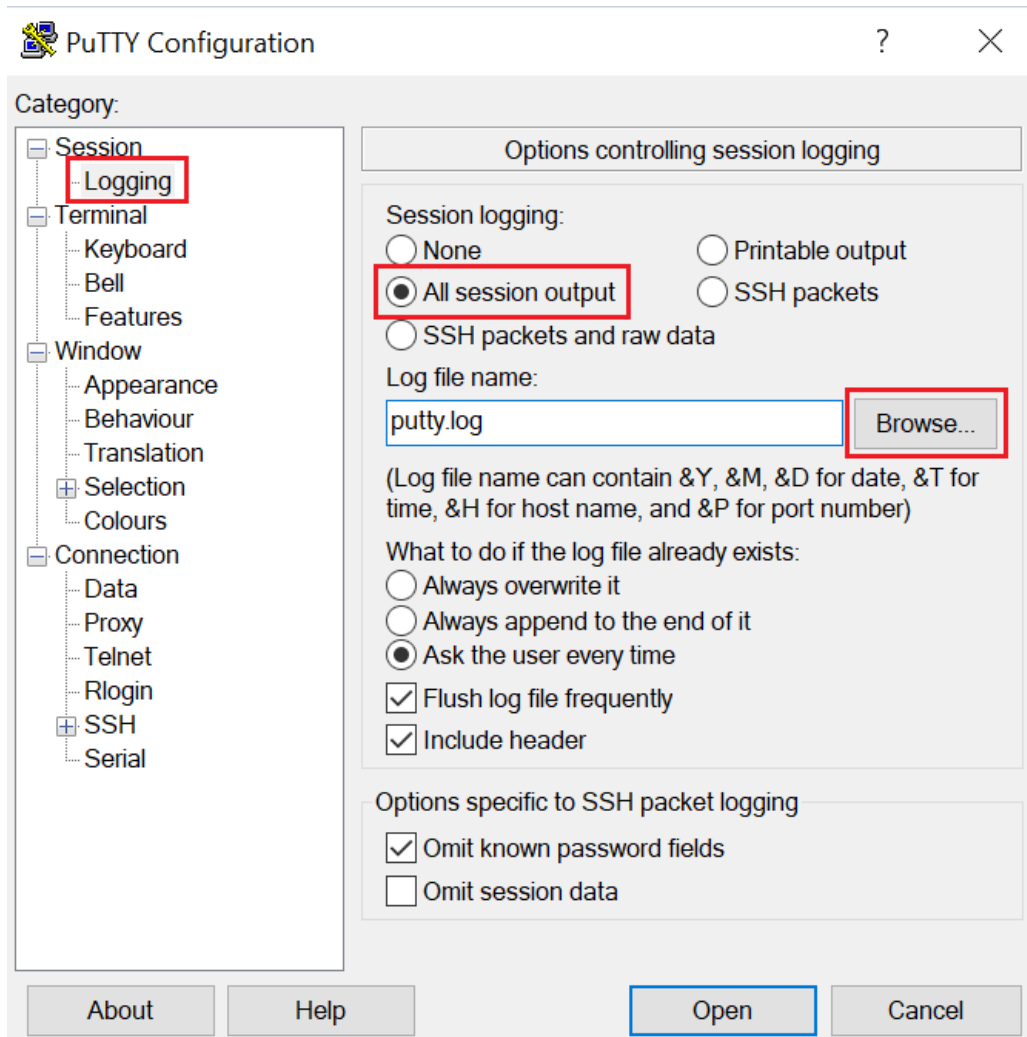 PuTTY Configuration
?
Category:
Session
Logging
Terminal
Keyboard
Bell
Features
Window
Appearance
Behaviour
Translation
Selection
Colours
Connection
Data
Proxy
Telnet
Rlogin
SSH
Serial
Options controlling session logging
Session logging:
None
Printable output
All session output
SSH packets
SSH packets and raw data
Log file name:
putty.log
Browse...
(Log file name can contain &Y, &M, &D for date, &T for
time, &H for host name, and &P for port number)
What to do if the log file already exists:
Always overwrite it
Always append to the end of it
Ask the user every time
Flush log file frequently
Include header
Options specific to SSH packet logging
Omit known password fields
Omit session data
About
Help
Open
Cancel